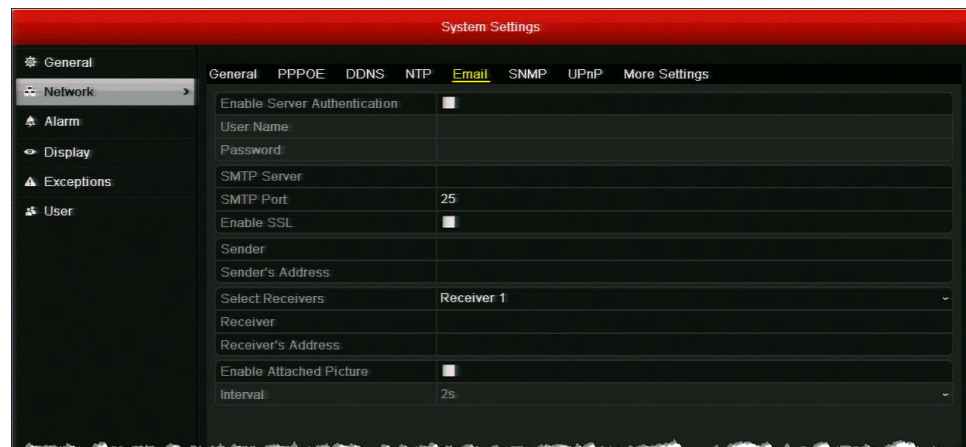 System Settings
General
Network
Alarm
Display
Exceptions
User
General PPPOE DDNS NTP Email SNMP UPnP More Settings
Enable Server Authentication
User Name
Password
SMTP Server
SMTP Port 25
Enable SSL
Sender
Sender's Address
Select Receivers Receiver 1
Receiver
Receiver's Address
Enable Attached Picture
Interval 2s